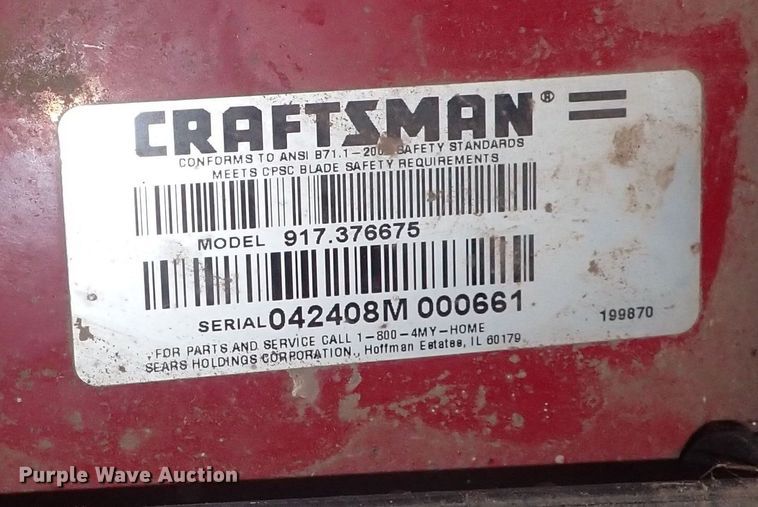 CRAFTSMAN®
CONFORMS TO ANSI B71.1-200 SAFETY STANDARDS
MEETS CPSC BLADE SAFETY REQUIREMENTS
MODEL 917.376675
SERIAL 042408M 000661
199870
FOR PARTS AND SERVICE CALL 1-800-4MY-HOME
SEARS HOLDINGS CORPORATION., Hoffman Estates, IL 60179
Purple Wave Auction